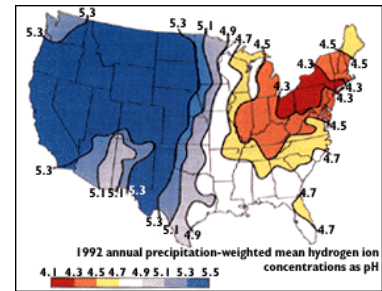 5.3 5.3 5.1 4.9 4.7 4.5 4.5
5.3 4.5
4.3 4.3
4.3
4.3
4.5
5.3 4.7
5.1 5.1 5.3
5.3 4.7
5.1 4.9 4.7
1992 annual precipitation-weighted mean hydrogen ion
concentrations as pH
4.1 4.3 4.5 4.7 4.9 5.1 5.3 5.5